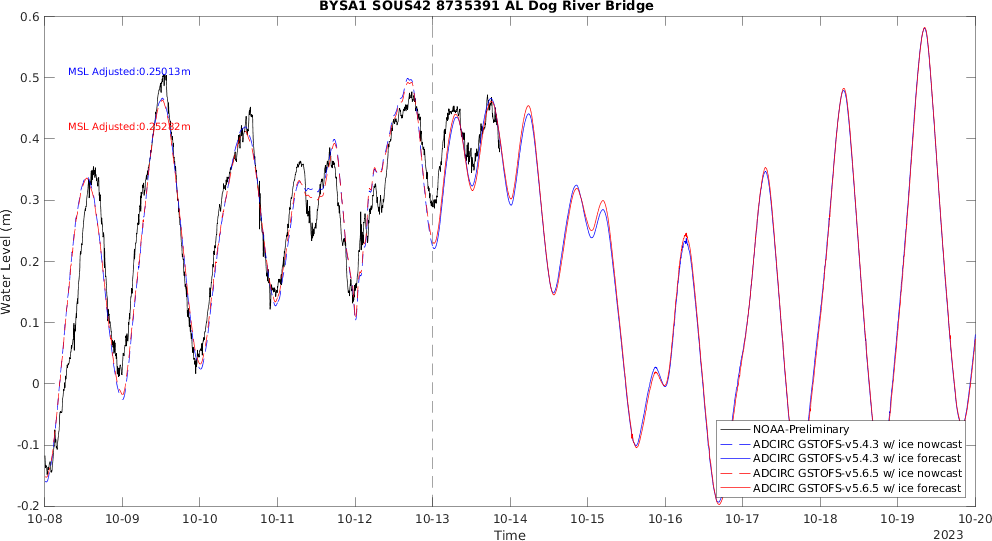 BYSA1 SOUS42 8735391 AL Dog River Bridge
0.6
0.5
0.4
0.3
0.2
0.1
0
-0.1
-0.2
Water Level (m)
MSL Adjusted:0.25013m
MSL Adjusted:0.25282m
NOAA-Preliminary
ADCIRC GSTOFS-v5.4.3 w/ ice nowcast
ADCIRC GSTOFS-v5.4.3 w/ ice forecast
ADCIRC GSTOFS-v5.6.5 w/ ice nowcast
ADCIRC GSTOFS-v5.6.5 w/ ice forecast
10-08 10-09 10-10 10-11 10-12 10-13 10-14 10-15 10-16 10-17 10-18 10-19 10-20
Time
2023